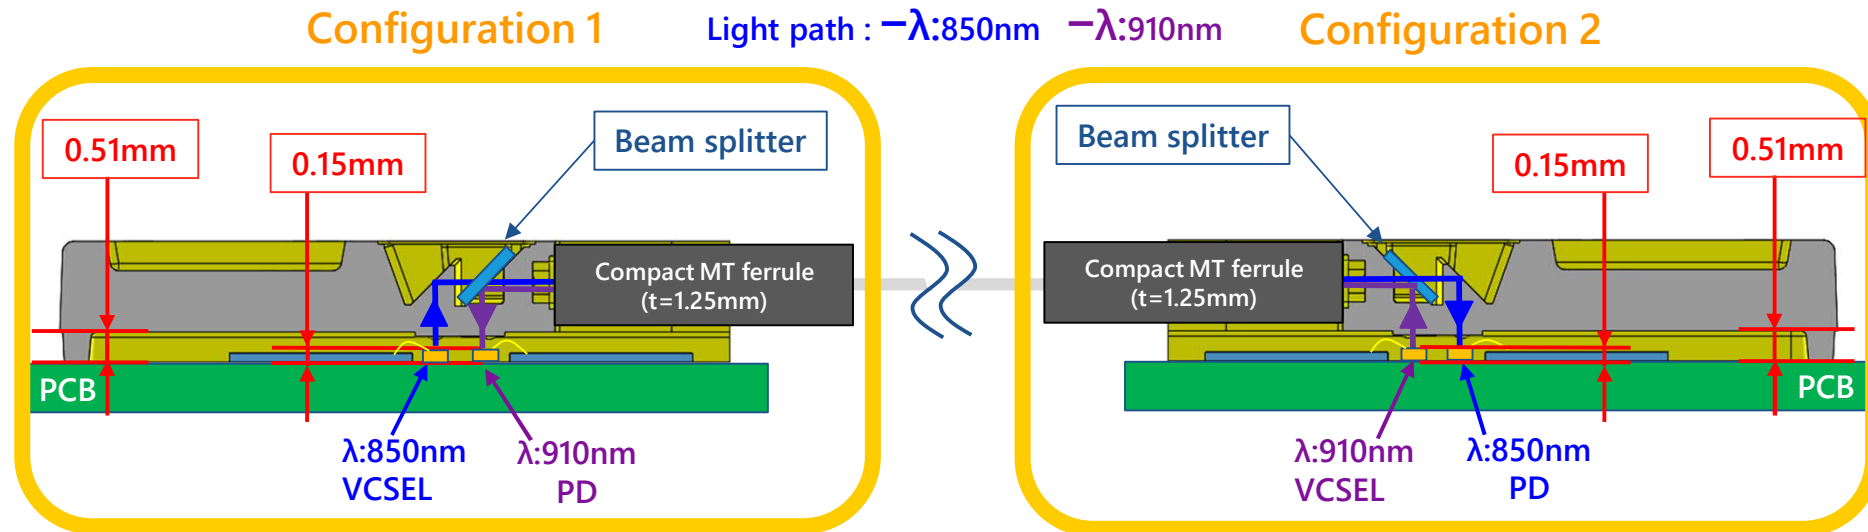 Configuration 1
Light path : −λ:850nm −λ:910nm
Configuration 2
0.51mm
0.15mm
Beam splitter
Compact MT ferrule
(t=1.25mm)
PCB
λ:850nm
VCSEL
λ:910nm
PD
Beam splitter
0.15mm
0.51mm
Compact MT ferrule
(t=1.25mm)
PCB
λ:910nm
VCSEL
λ:850nm
PD